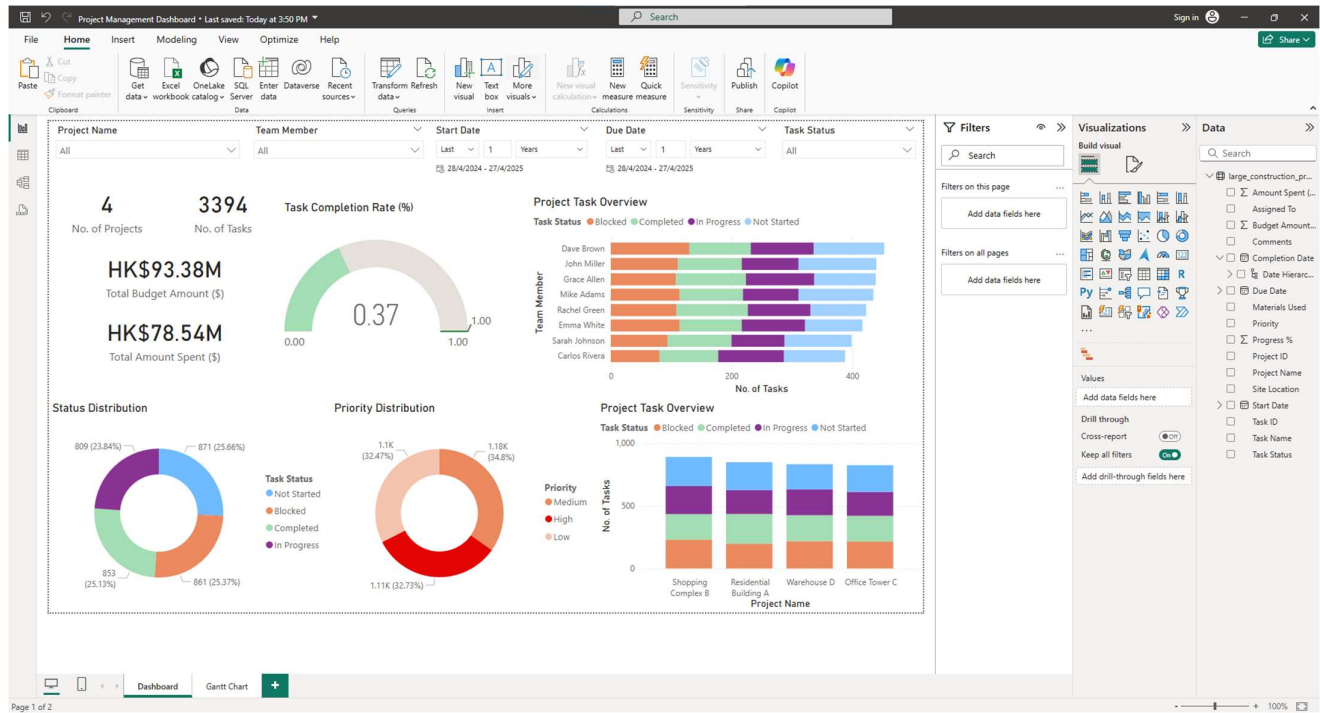 Project Management Dashboard • Last saved: Today at 3:50 PM
Search
Sign in
File Home Insert Modeling View Optimize Help
Share
Paste
Cut
Copy
Format painter
Clipboard
Get data
Excel workbook
OneLake catalog
SQL Server
Enter data
Dataverse
Recent sources
Data
Transform data
Refresh
Queries
New visual
Text box
More visuals
Insert
New visual calculation
New measure
Quick measure
Calculations
Sensitivity
Sensitivity
Publish
Share
Copilot
Copilot
Project Name
All
Team Member
All
Start Date
Last 1 Years
28/4/2024 - 27/4/2025
Due Date
Last 1 Years
28/4/2024 - 27/4/2025
Task Status
All
4
No. of Projects
3394
No. of Tasks
HK$93.38M
Total Budget Amount ($)
HK$78.54M
Total Amount Spent ($)
Task Completion Rate (%)
0.37
1.00
0.00
1.00
Project Task Overview
Task Status Blocked Completed In Progress Not Started
Team Member
Dave Brown
John Miller
Grace Allen
Mike Adams
Rachel Green
Emma White
Sarah Johnson
Carlos Rivera
0 200 400
No. of Tasks
Status Distribution
809 (23.84%)
871 (25.66%)
853
(25.13%)
861 (25.37%)
Task Status
Not Started
Blocked
Completed
In Progress
Priority Distribution
1.1K
(32.47%)
1.18K
(34.8%)
1.11K (32.73%)
Priority
Medium
High
Low
Project Task Overview
Task Status Blocked Completed In Progress Not Started
No. of Tasks
1,000
500
0
Shopping
Complex B
Residential
Building A
Warehouse D
Office Tower C
Project Name
Filters
Search
Filters on this page
...
Add data fields here
Filters on all pages
...
Add data fields here
Visualizations
Build visual
R
Py
...
Values
Add data fields here
Drill through
Cross-report
Off
Keep all filters
On
Add drill-through fields here
Data
Search
large_construction_pr...
Amount Spent (...
Assigned To
Budget Amount...
Comments
Completion Date
Date Hierarc...
Due Date
Materials Used
Priority
Progress %
Project ID
Project Name
Site Location
Start Date
Task ID
Task Name
Task Status
Dashboard
Gantt Chart
+
Page 1 of 2
- + 100%